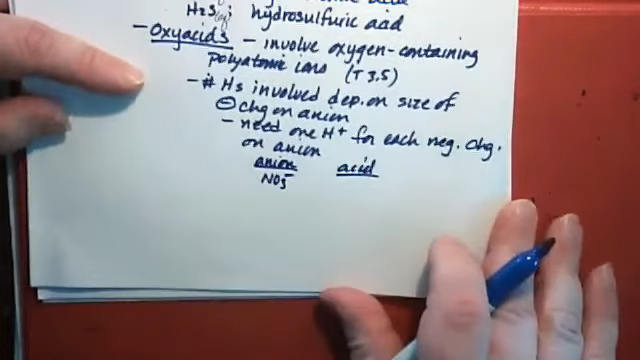 H2S(aq); hydrosulfuric acid
- Oxyacids - involve oxygen-containing
polyatomic ions (T 3.5)
- # Hs involved dep. on size of
⊖ chg on anion
- need one H+ for each neg. chg.
on anion
anion acid
NO3-